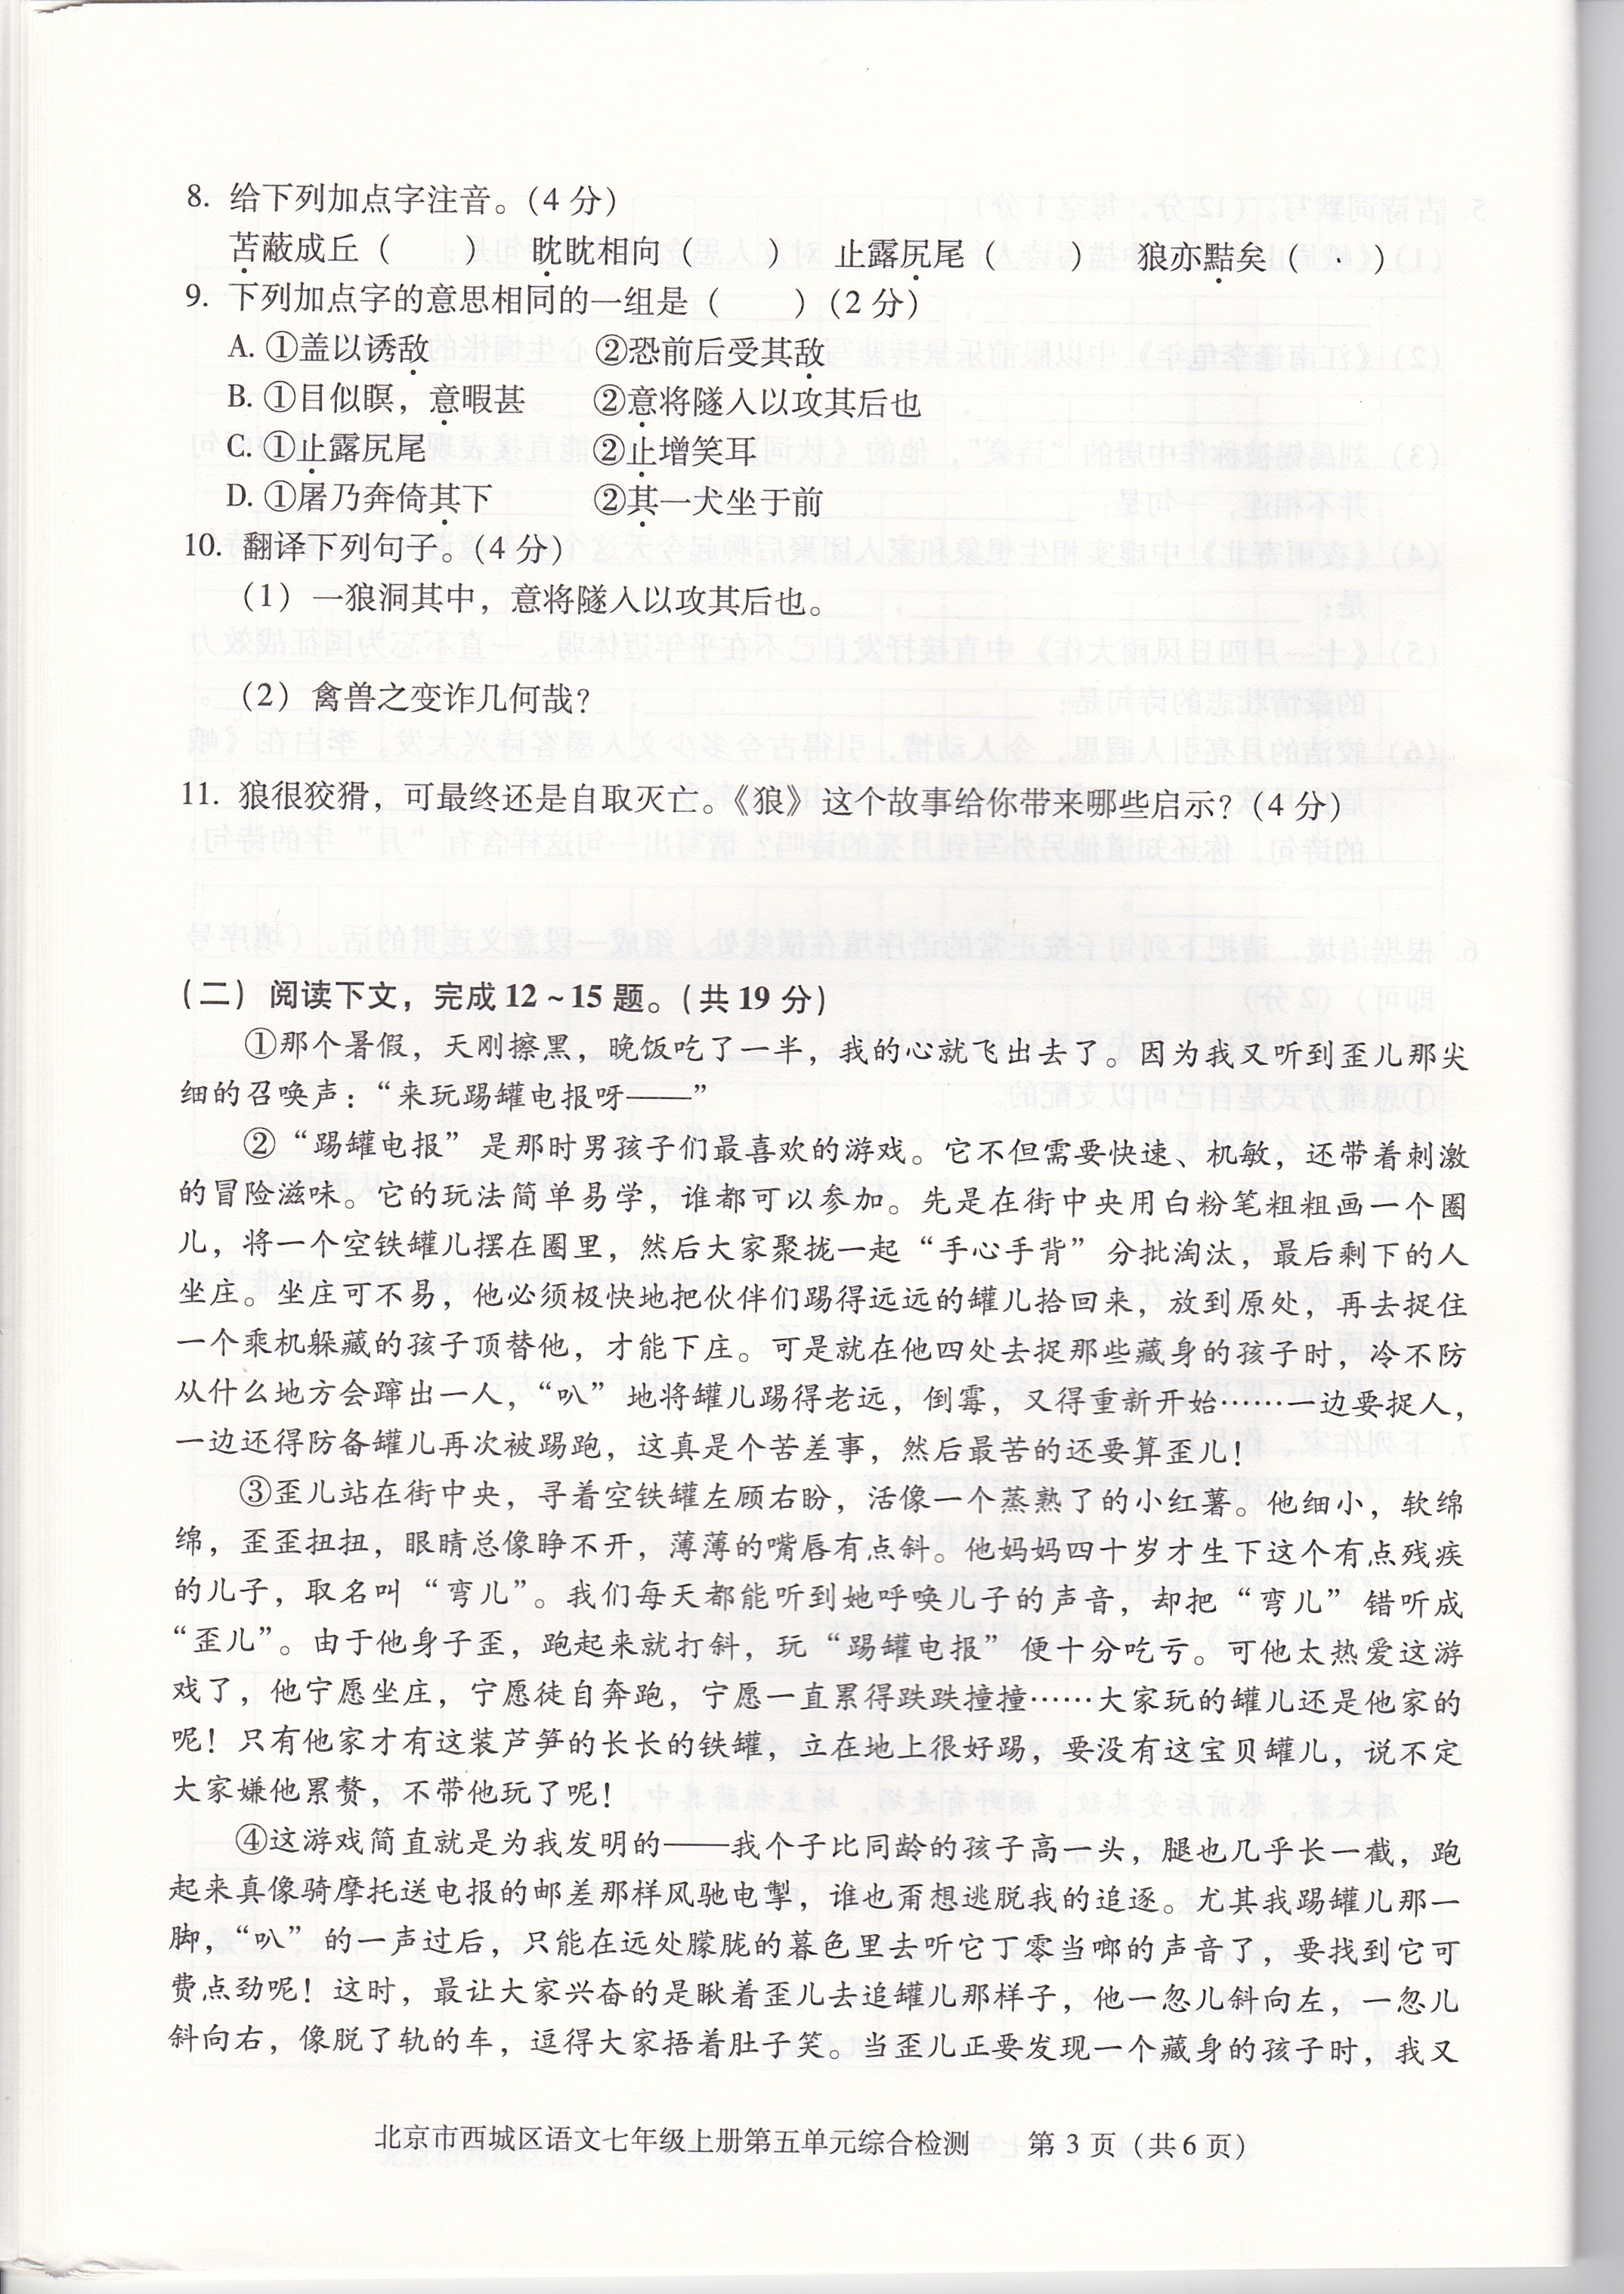 8. 给下列加点字注音。（4 分）
苫蔽成丘（　　）　眈眈相向（　　）　止露尻尾（　　）　狼亦黠矣（　　）
9. 下列加点字的意思相同的一组是（　　）（2 分）
A. ①盖以诱敌　　②恐前后受其敌
B. ①目似瞑，意暇甚　　②意将隧入以攻其后也
C. ①止露尻尾　　②止增笑耳
D. ①屠乃奔倚其下　　②其一犬坐于前
10. 翻译下列句子。（4 分）
（1）一狼洞其中，意将隧入以攻其后也。
（2）禽兽之变诈几何哉？
11. 狼很狡猾，可最终还是自取灭亡。《狼》这个故事给你带来哪些启示？（4 分）
（二）阅读下文，完成 12～15 题。（共 19 分）
①那个暑假，天刚擦黑，晚饭吃了一半，我的心就飞出去了。因为我又听到歪儿那尖
细的召唤声：“来玩踢罐电报呀——”
②“踢罐电报”是那时男孩子们最喜欢的游戏。它不但需要快速、机敏，还带着刺激
的冒险滋味。它的玩法简单易学，谁都可以参加。先是在街中央用白粉笔粗粗画一个圈
儿，将一个空铁罐儿摆在圈里，然后大家聚拢一起“手心手背”分批淘汰，最后剩下的人
坐庄。坐庄可不易，他必须极快地把伙伴们踢得远远的罐儿拾回来，放到原处，再去捉住
一个乘机躲藏的孩子顶替他，才能下庄。可是就在他四处去捉那些藏身的孩子时，冷不防
从什么地方会蹿出一人，“叭”地将罐儿踢得老远，倒霉，又得重新开始……一边要捉人，
一边还得防备罐儿再次被踢跑，这真是个苦差事，然后最苦的还要算歪儿！
③歪儿站在街中央，寻着空铁罐左顾右盼，活像一个蒸熟了的小红薯。他细小，软绵
绵，歪歪扭扭，眼睛总像睁不开，薄薄的嘴唇有点斜。他妈妈四十岁才生下这个有点残疾
的儿子，取名叫“弯儿”。我们每天都能听到她呼唤儿子的声音，却把“弯儿”错听成
“歪儿”。由于他身子歪，跑起来就打斜，玩“踢罐电报”便十分吃亏。可他太热爱这游
戏了，他宁愿坐庄，宁愿徒自奔跑，宁愿一直累得跌跌撞撞……大家玩的罐儿还是他家的
呢！只有他家才有这装芦笋的长长的铁罐，立在地上很好踢，要没有这宝贝罐儿，说不定
大家嫌他累赘，不带他玩了呢！
④这游戏简直就是为我发明的——我个子比同龄的孩子高一头，腿也几乎长一截，跑
起来真像骑摩托送电报的邮差那样风驰电掣，谁也甭想逃脱我的追逐。尤其我踢罐儿那一
脚，“叭”的一声过后，只能在远处朦胧的暮色里去听它丁零当啷的声音了，要找到它可
费点劲呢！这时，最让大家兴奋的是瞅着歪儿去追罐儿那样子，他一忽儿斜向左，一忽儿
斜向右，像脱了轨的车，逗得大家捂着肚子笑。当歪儿正要发现一个藏身的孩子时，我又
北京市西城区语文七年级上册第五单元综合检测　　第 3 页（共 6 页）